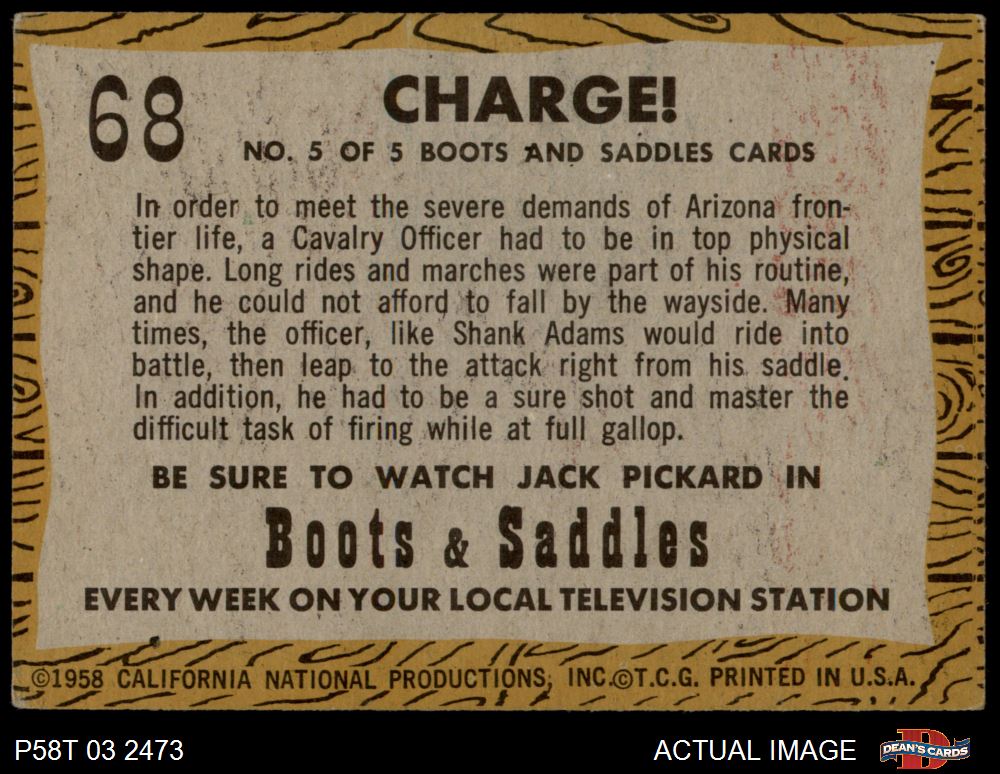 68
CHARGE!
NO. 5 OF 5 BOOTS AND SADDLES CARDS
In order to meet the severe demands of Arizona fron-
tier life, a Cavalry Officer had to be in top physical
shape. Long rides and marches were part of his routine,
and he could not afford to fall by the wayside. Many
times, the officer, like Shank Adams would ride into
battle, then leap to the attack right from his saddle.
In addition, he had to be a sure shot and master the
difficult task of firing while at full gallop.
BE SURE TO WATCH JACK PICKARD IN
Boots & Saddles
EVERY WEEK ON YOUR LOCAL TELEVISION STATION
©1958 CALIFORNIA NATIONAL PRODUCTIONS, INC.©T.C.G. PRINTED IN U.S.A.
P58T 03 2473
ACTUAL IMAGE
DEAN'S CARDS